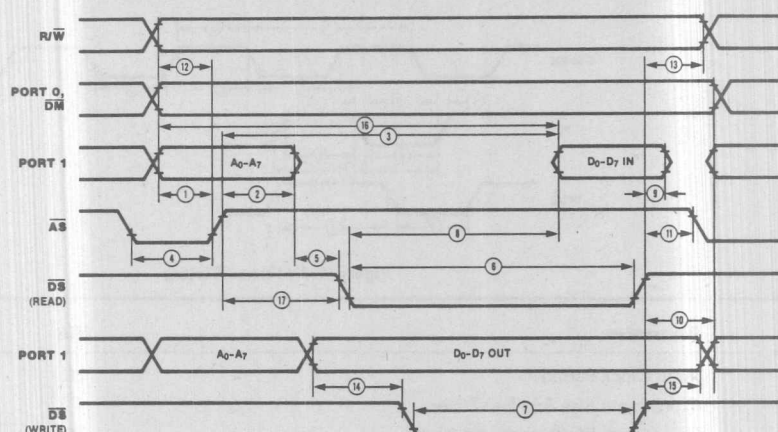 R/W̅
12
13
PORT 0,
D̅M̅
16
3
PORT 1
A0-A7
D0-D7 IN
1
2
9
A̅S̅
4
5
8
11
6
D̅S̅
(READ)
17
10
PORT 1
A0-A7
D0-D7 OUT
14
15
7
D̅S̅
(WRITE)